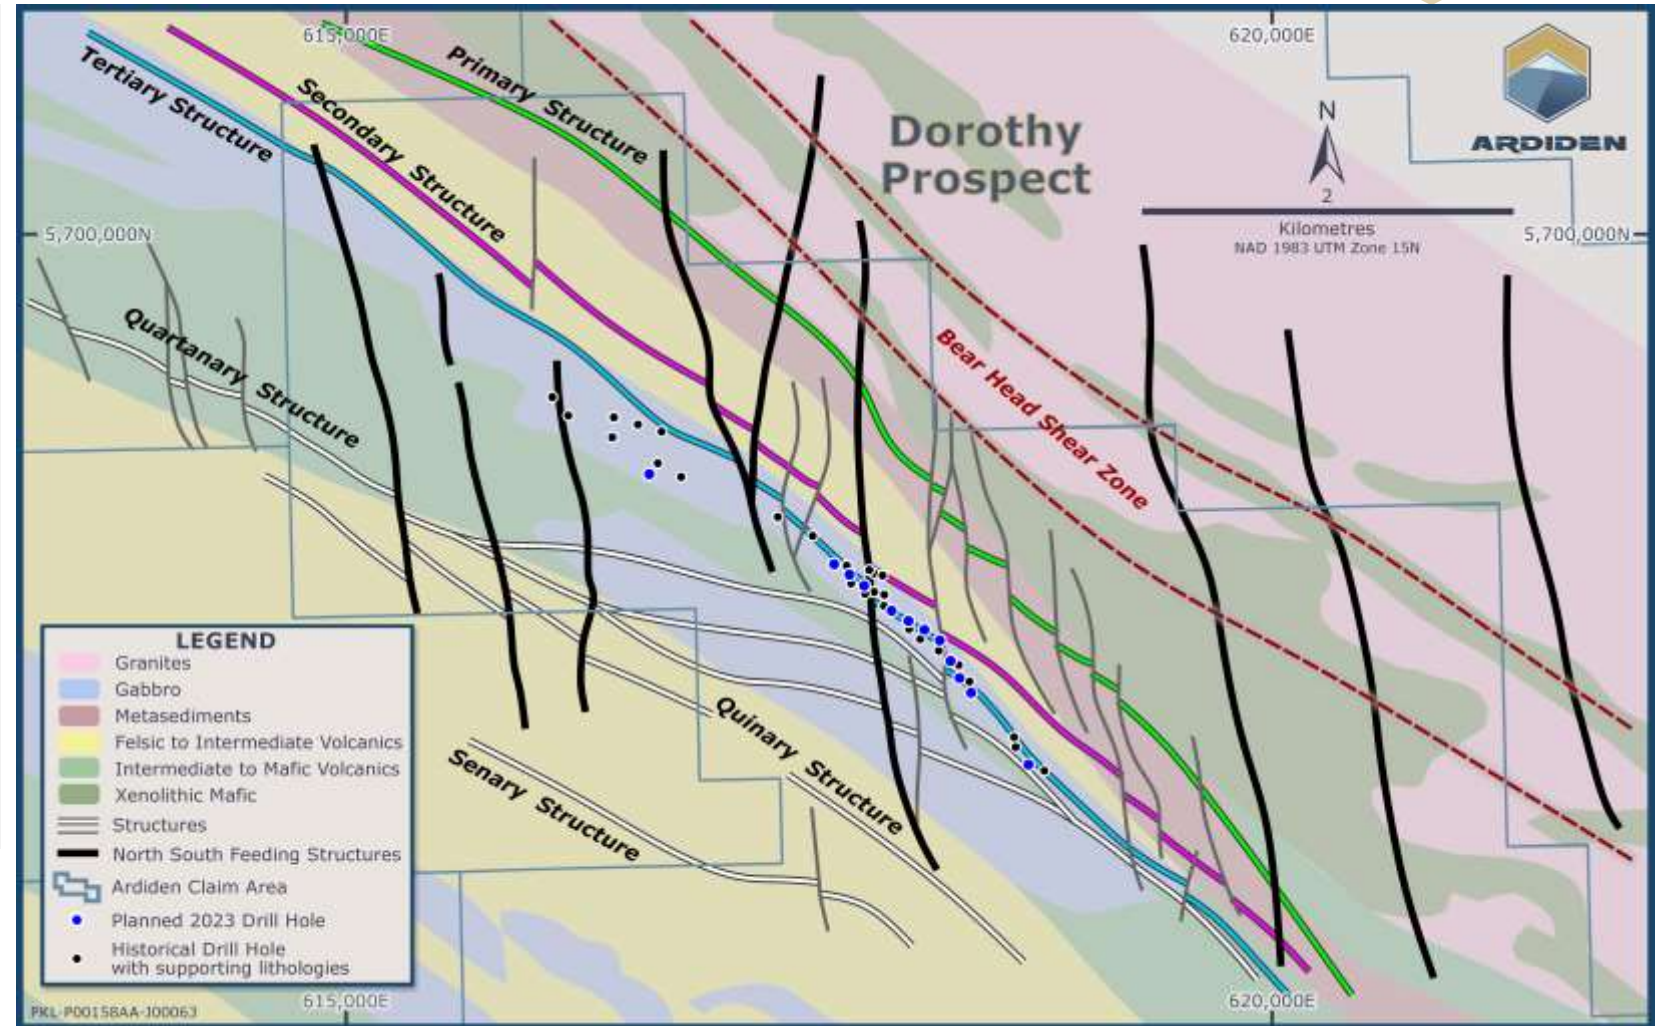 615,000E
620,000E
ARDIDEN
Tertiary Structure
Secondary Structure
Primary Structure
Dorothy
Prospect
N
2
Kilometres
NAD 1983 UTM Zone 15N
5,700,000N
5,700,000N
Quartanary Structure
Bear Head Shear Zone
Quinary Structure
Senary Structure
LEGEND
Granites
Gabbro
Metasediments
Felsic to Intermediate Volcanics
Intermediate to Mafic Volcanics
Xenolithic Mafic
Structures
North South Feeding Structures
Ardiden Claim Area
Planned 2023 Drill Hole
Historical Drill Hole
with supporting lithologies
PKL-P00158AA-J00063
615,000E
620,000E